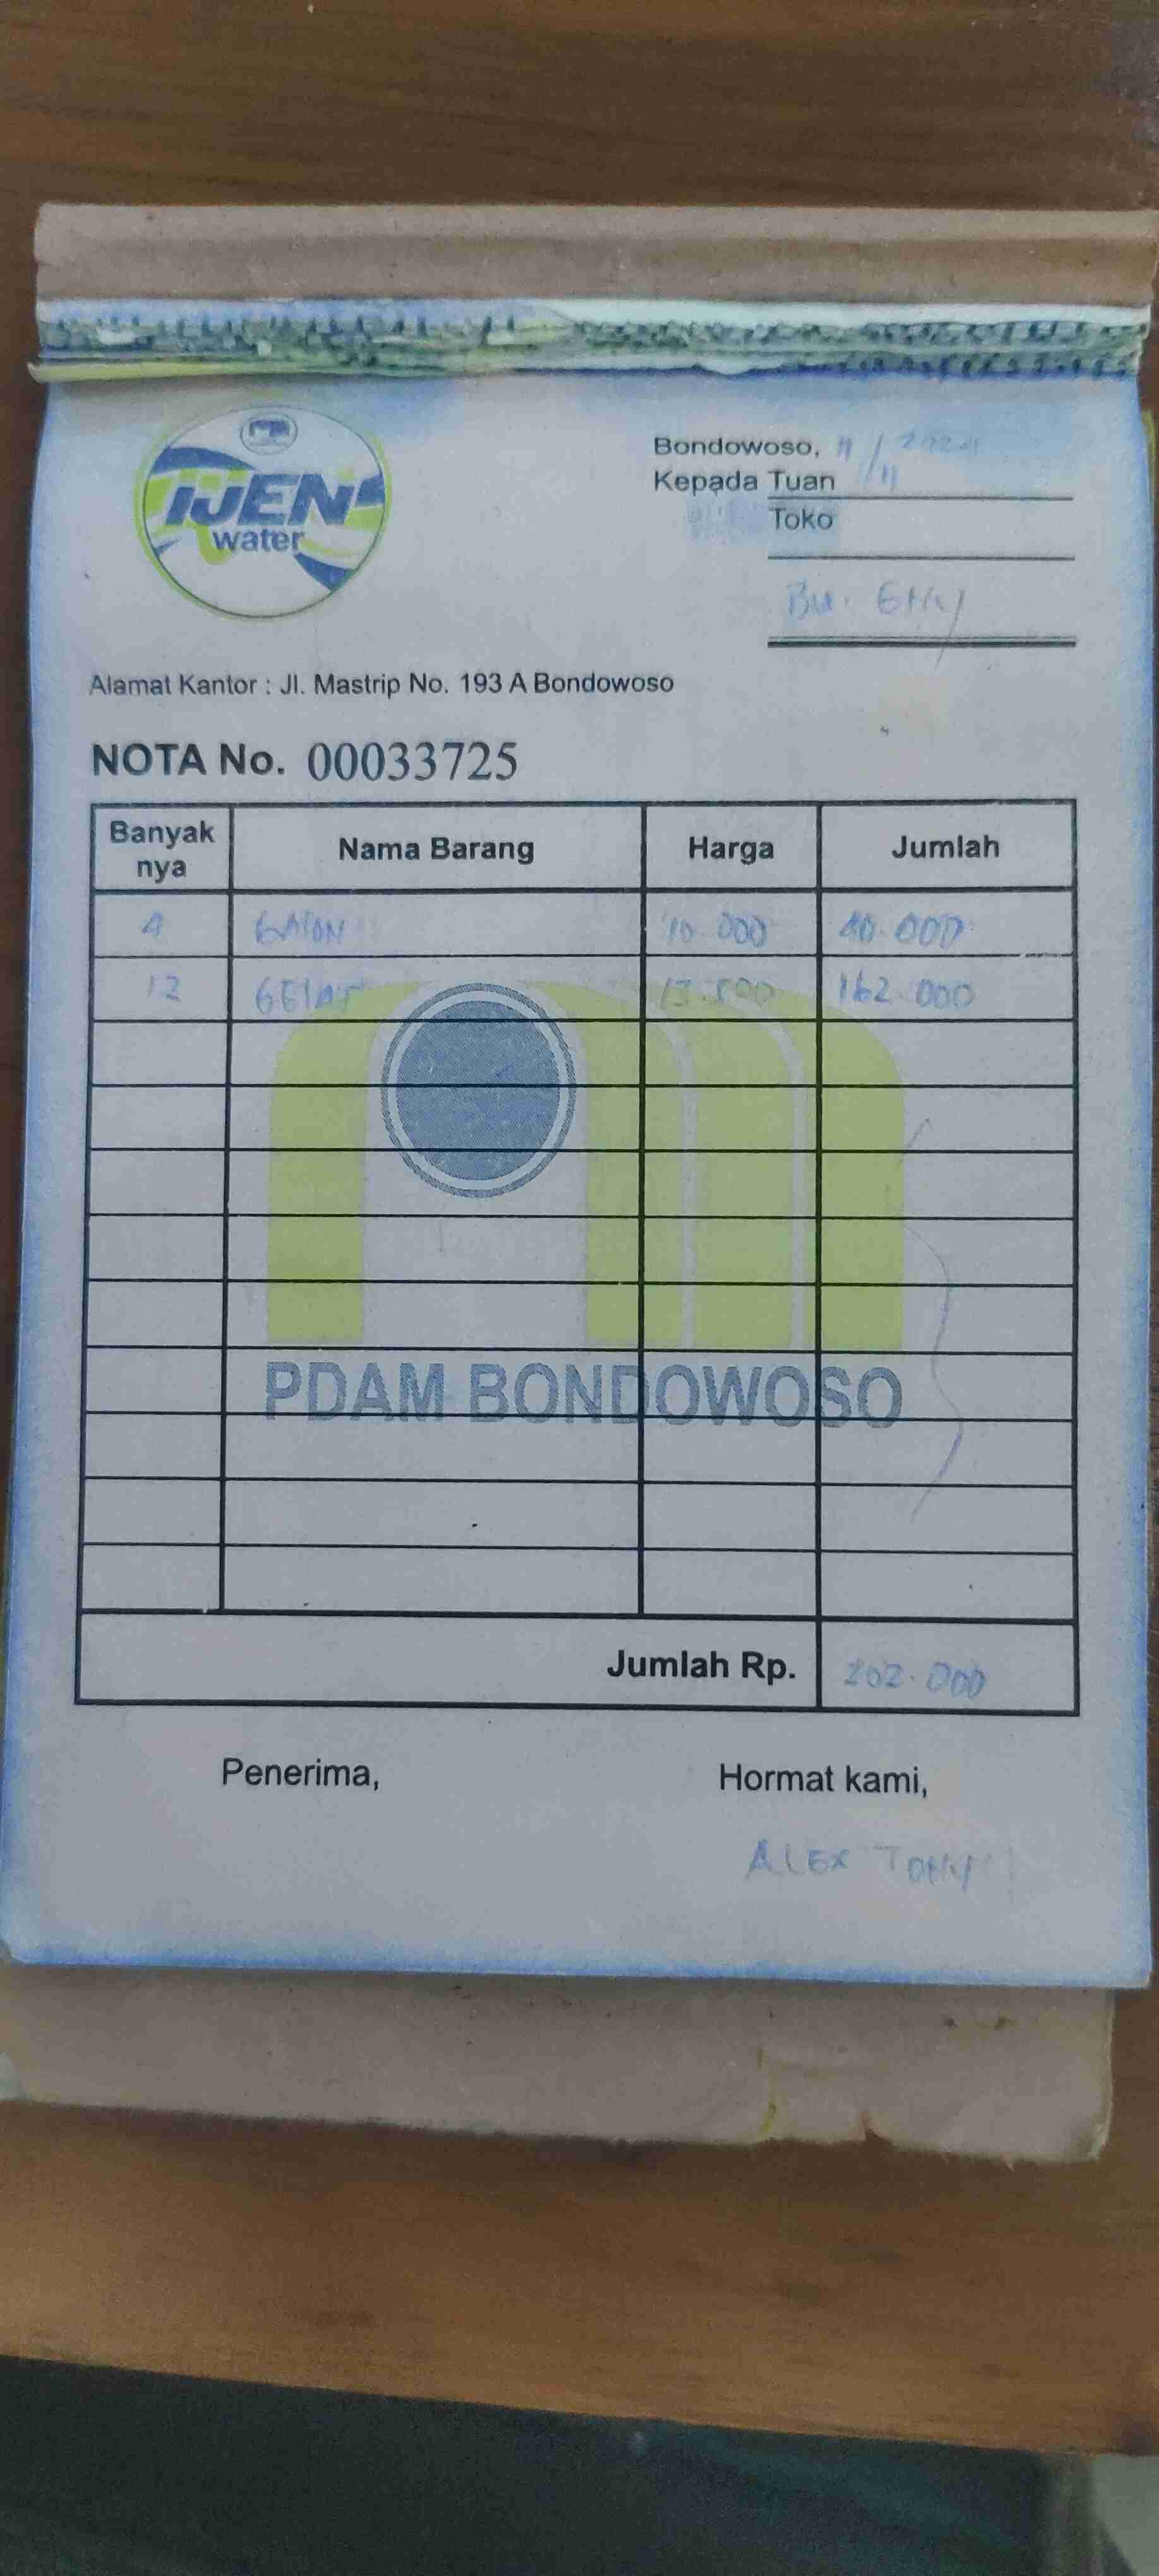 IJEN
water
Bondowoso, 11/11 2024
Kepada Tuan
Toko
Bu. Eny
Alamat Kantor : Jl. Mastrip No. 193 A Bondowoso
NOTA No. 00033725
Banyak nya Nama Barang Harga Jumlah
4 GALON 10.000 40.000
12 GELAS 13.500 162.000
PDAM BONDOWOSO
Jumlah Rp. 202.000
Penerima, Hormat kami,
ALEX TONY